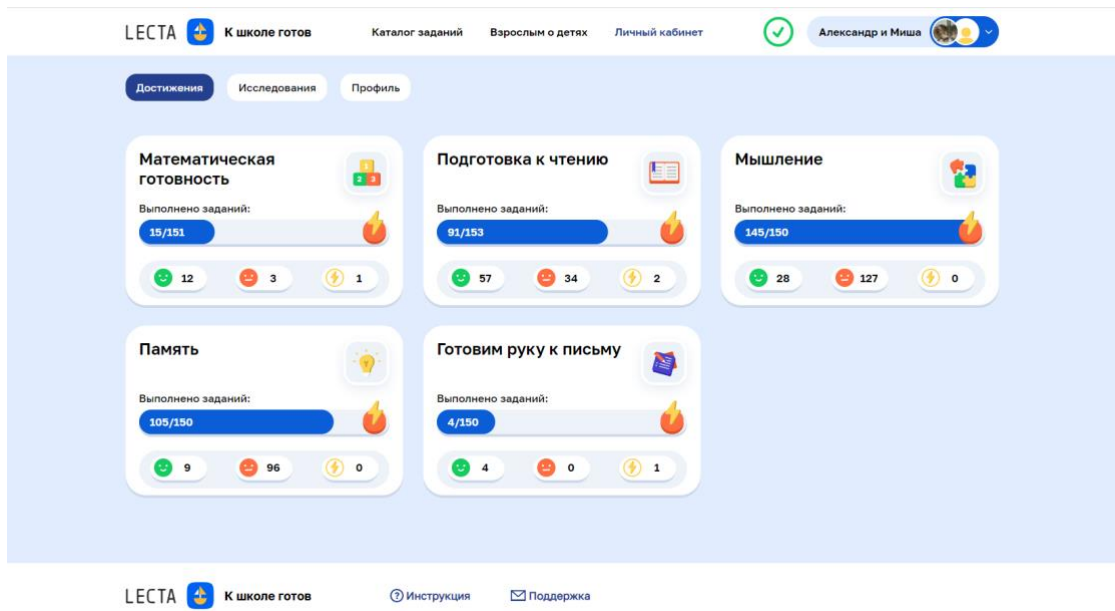 LECTA К школе готов Каталог заданий Взрослым о детях Личный кабинет Александр и Миша
Достижения Исследования Профиль
Математическая готовность
1 2 3
Выполнено заданий:
15/151
12 3 1
Подготовка к чтению
Выполнено заданий:
91/153
57 34 2
Мышление
Выполнено заданий:
145/150
28 127 0
Память
Выполнено заданий:
105/150
9 96 0
Готовим руку к письму
Выполнено заданий:
4/150
4 0 1
LECTA К школе готов ? Инструкция Поддержка